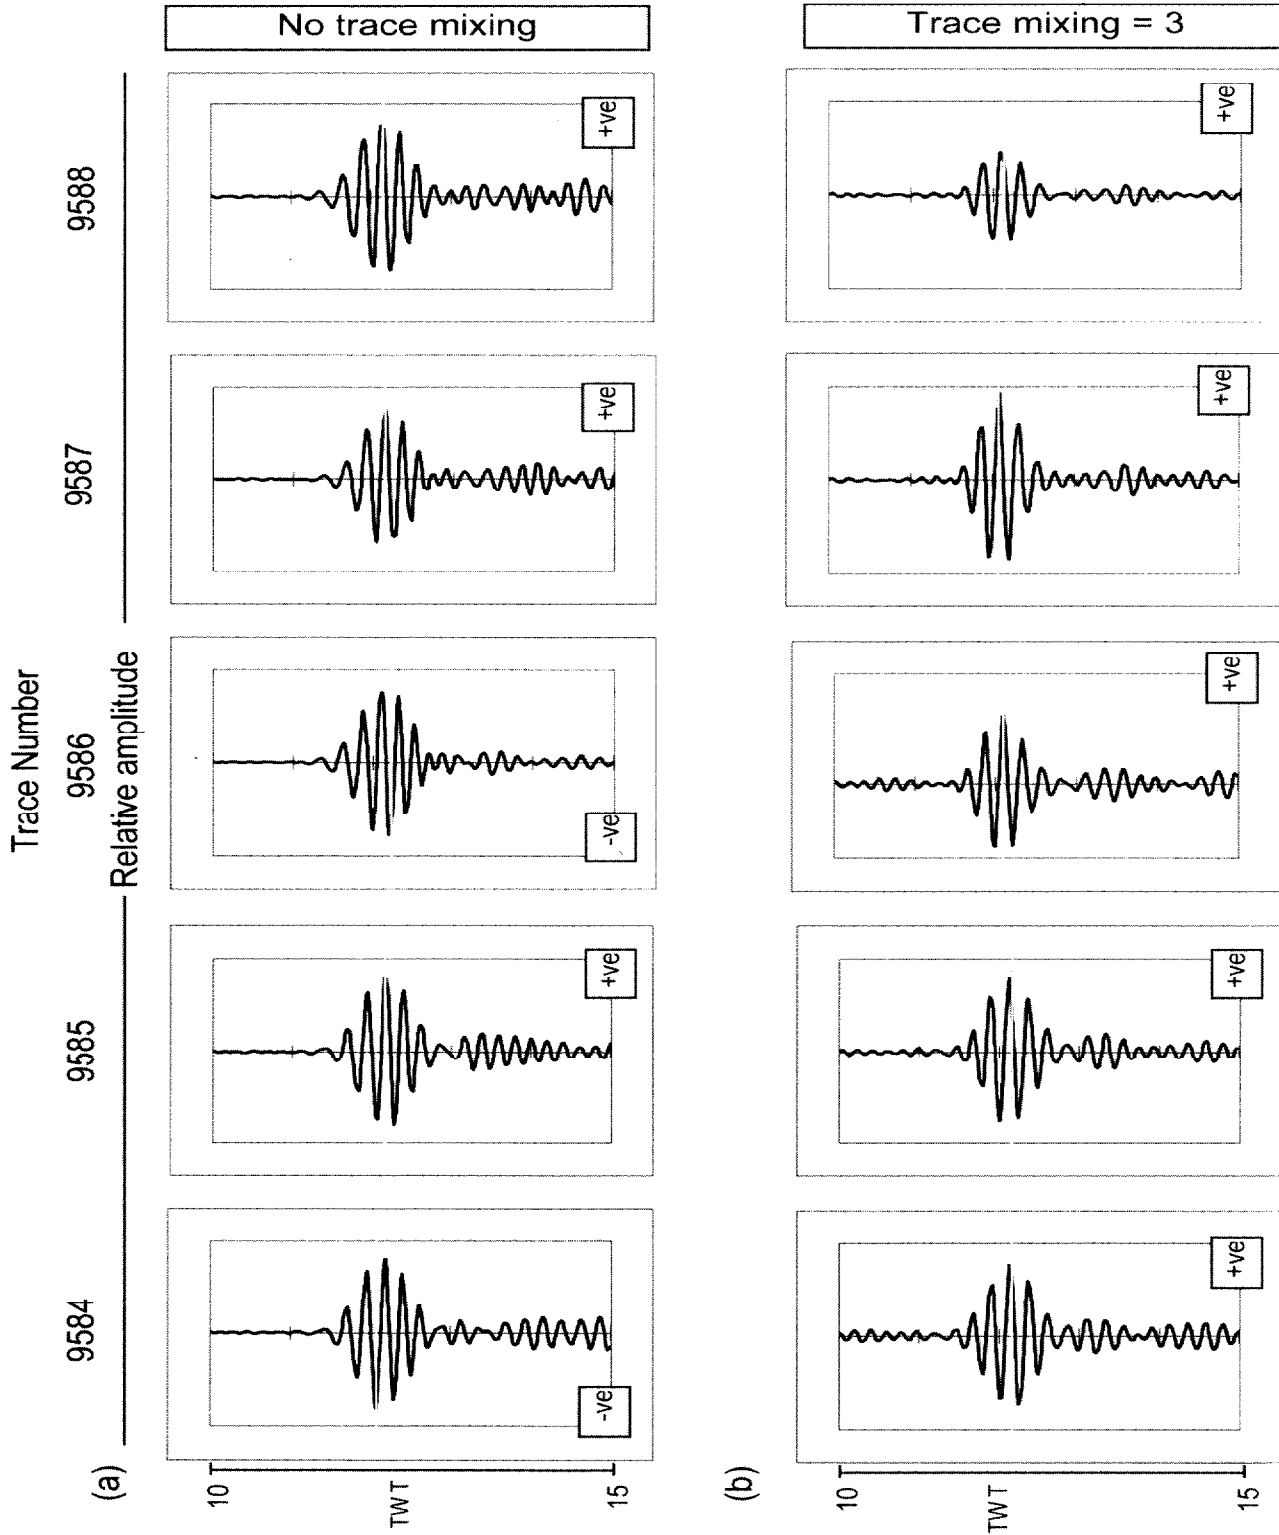 Trace Number
9584 9585 9586 9587 9588
Relative amplitude
(a)
No trace mixing
10
TWT
15
-ve
+ve
-ve
+ve
+ve
(b)
Trace mixing = 3
10
TWT
15
+ve
+ve
+ve
+ve
+ve